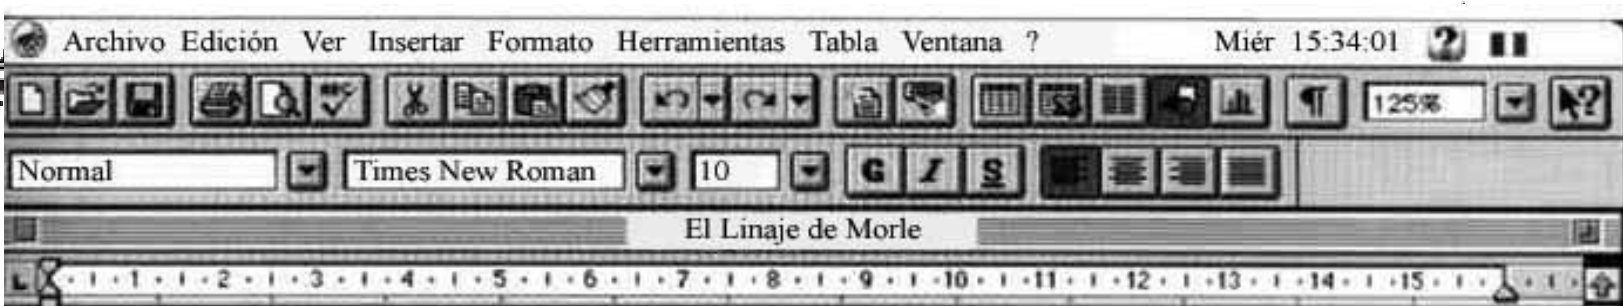 Archivo Edición Ver Insertar Formato Herramientas Tabla Ventana ? Miér 15:34:01 ?
ABC ¶ 125% ?
Normal Times New Roman 10 G I S
El Linaje de Morle
L 1 2 3 4 5 6 7 8 9 10 11 12 13 14 15